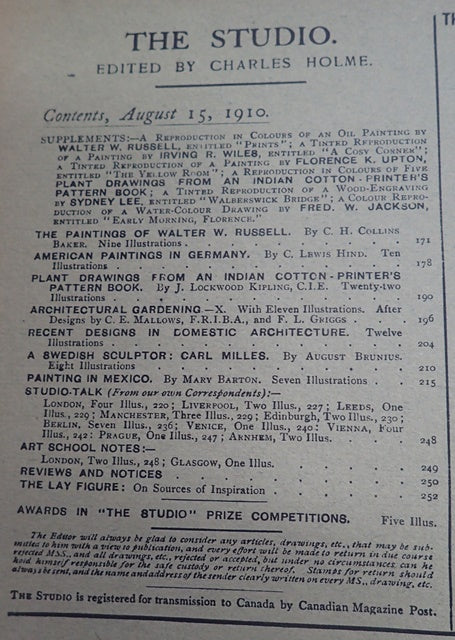 THE STUDIO.
EDITED BY CHARLES HOLME.
Contents, August 15, 1910.
SUPPLEMENTS:—A REPRODUCTION IN COLOURS OF AN OIL PAINTING BY
WALTER W. RUSSELL, ENTITLED "PRINTS"; A TINTED REPRODUCTION
OF A PAINTING BY IRVING R. WILES, ENTITLED "A COSY CORNER";
A TINTED REPRODUCTION OF A PAINTING BY FLORENCE K. UPTON,
ENTITLED "THE YELLOW ROOM"; A REPRODUCTION IN COLOURS OF FIVE
PLANT DRAWINGS FROM AN INDIAN COTTON-PRINTER'S
PATTERN BOOK; A TINTED REPRODUCTION OF A WOOD-ENGRAVING
BY SYDNEY LEE, ENTITLED "WALBERSWICK BRIDGE"; A COLOUR REPRO-
DUCTION OF A WATER-COLOUR DRAWING BY FRED. W. JACKSON,
ENTITLED "EARLY MORNING, FLORENCE."
THE PAINTINGS OF WALTER W. RUSSELL. By C. H. COLLINS
BAKER. Nine Illustrations . . . . . . . 171
AMERICAN PAINTINGS IN GERMANY. By C. LEWIS HIND. Ten
Illustrations . . . . . . . . . 178
PLANT DRAWINGS FROM AN INDIAN COTTON-PRINTER'S
PATTERN BOOK. By J. LOCKWOOD KIPLING, C.I.E. Twenty-two
Illustrations . . . . . . . . . 190
ARCHITECTURAL GARDENING—X. With Eleven Illustrations. After
Designs by C. E. MALLOWS, F.R.I.B.A., and F. L. GRIGGS . . . 196
RECENT DESIGNS IN DOMESTIC ARCHITECTURE. Twelve
Illustrations . . . . . . . . . 204
A SWEDISH SCULPTOR: CARL MILLES. By AUGUST BRUNIUS.
Eight Illustrations . . . . . . . . 210
PAINTING IN MEXICO. By MARY BARTON. Seven Illustrations . . 215
STUDIO-TALK (From our own Correspondents):—
LONDON, Four Illus., 220; LIVERPOOL, Two Illus., 227; LEEDS, One
Illus., 229; MANCHESTER, Three Illus., 229; Edinburgh, Two Illus., 230;
BERLIN, Seven Illus., 236; VENICE, One Illus., 240; VIENNA, Four
Illus., 242; PRAGUE, One Illus., 247; ARNHEM, Two Illus. . . . 248
ART SCHOOL NOTES:—
LONDON, Two Illus., 248; GLASGOW, One Illus. . . . . 249
REVIEWS AND NOTICES . . . . . . . 250
THE LAY FIGURE: On Sources of Inspiration . . . . . 252
AWARDS IN "THE STUDIO" PRIZE COMPETITIONS. Five Illus.
The Editor will always be glad to consider any articles, drawings, etc., that may be sub-
mitted to him with a view to publication, and every effort will be made to return in due course
rejected MSS., and all drawings, etc., rejected or accepted, but under no circumstances can he
hold himself responsible for the safe custody or return thereof. Stamps for return should
always be sent, and the name and address of the sender clearly written on every MS., drawing, etc.
THE STUDIO is registered for transmission to Canada by Canadian Magazine Post.